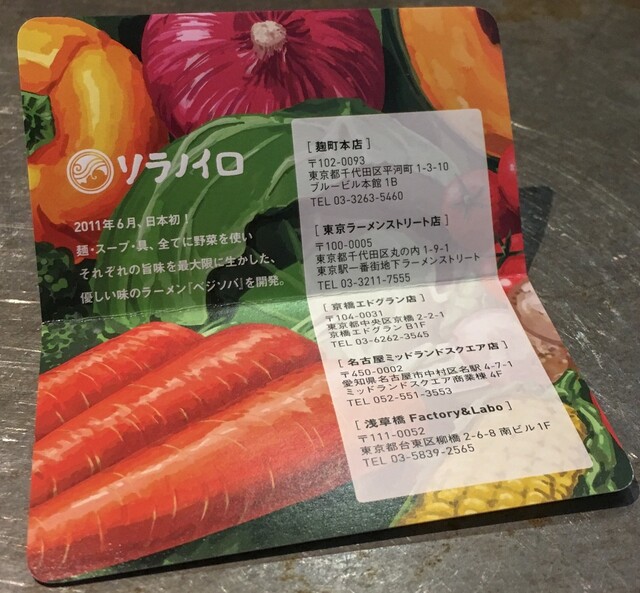 ソラノイロ
2011年6月、日本初！
麺・スープ・具、全てに野菜を使い
それぞれの旨味を最大限に生かした、
優しい味のラーメン『ベジソバ』を開発。
[ 麹町本店 ]
〒102-0093
東京都千代田区平河町 1-3-10
ブルービル本館 1B
TEL 03-3263-5460
[ 東京ラーメンストリート店 ]
〒100-0005
東京都千代田区丸の内 1-9-1
東京駅一番街地下ラーメンストリート
TEL 03-3211-7555
[ 京橋エドグラン店 ]
〒104-0031
東京都中央区京橋 2-2-1
京橋エドグラン B1F
TEL 03-6262-3545
[ 名古屋ミッドランドスクエア店 ]
〒450-0002
愛知県名古屋市中村区名駅 4-7-1
ミッドランドスクエア商業棟 4F
TEL 052-551-3553
[ 浅草橋 Factory&Labo ]
〒111-0052
東京都台東区柳橋 2-6-8 南ビル 1F
TEL 03-5839-2565